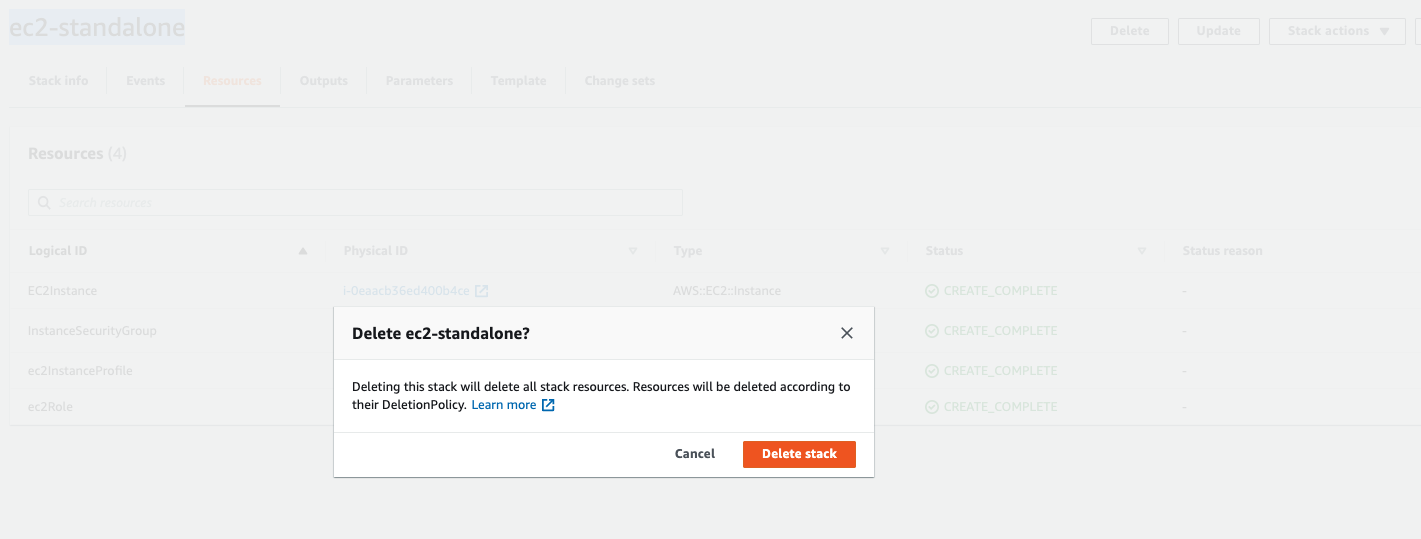 ec2-standalone
Delete
Update
Stack actions
Stack info
Events
Resources
Outputs
Parameters
Template
Change sets
Resources (4)
Search resources
Logical ID
Physical ID
Type
Status
Status reason
EC2Instance
i-0eaacb36ed400b4ce
AWS::EC2::Instance
CREATE_COMPLETE
-
InstanceSecurityGroup
CREATE_COMPLETE
-
ec2InstanceProfile
CREATE_COMPLETE
-
ec2Role
CREATE_COMPLETE
-
Delete ec2-standalone?
Deleting this stack will delete all stack resources. Resources will be deleted according to
their DeletionPolicy. Learn more
Cancel
Delete stack